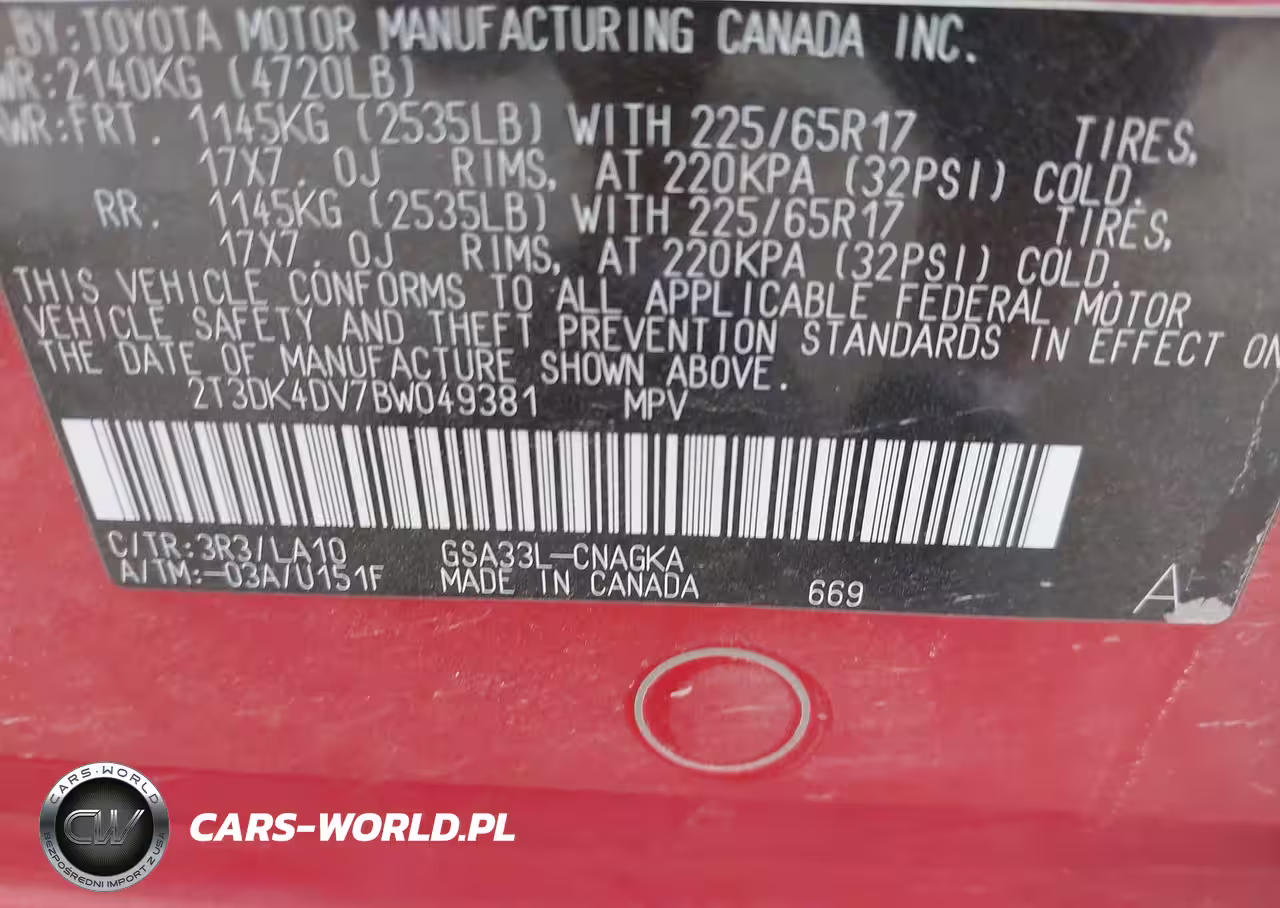 .BY:TOYOTA MOTOR MANUFACTURING CANADA INC.
WR:2140KG (4720LB)
WR:FRT. 1145KG (2535LB) WITH 225/65R17 TIRES,
17X7.0J RIMS, AT 220KPA (32PSI) COLD.
RR. 1145KG (2535LB) WITH 225/65R17 TIRES,
17X7.0J RIMS, AT 220KPA (32PSI) COLD.
THIS VEHICLE CONFORMS TO ALL APPLICABLE FEDERAL MOTOR
VEHICLE SAFETY AND THEFT PREVENTION STANDARDS IN EFFECT ON
THE DATE OF MANUFACTURE SHOWN ABOVE.
2T3DK4DV7BW049381 MPV
C/TR:3R3/LA10 GSA33L-CNAGKA
A/TM:-03A/U151F MADE IN CANADA 669 A
CARS-WORLD
CW
BEZPOŚREDNI IMPORT Z USA
CARS-WORLD.PL